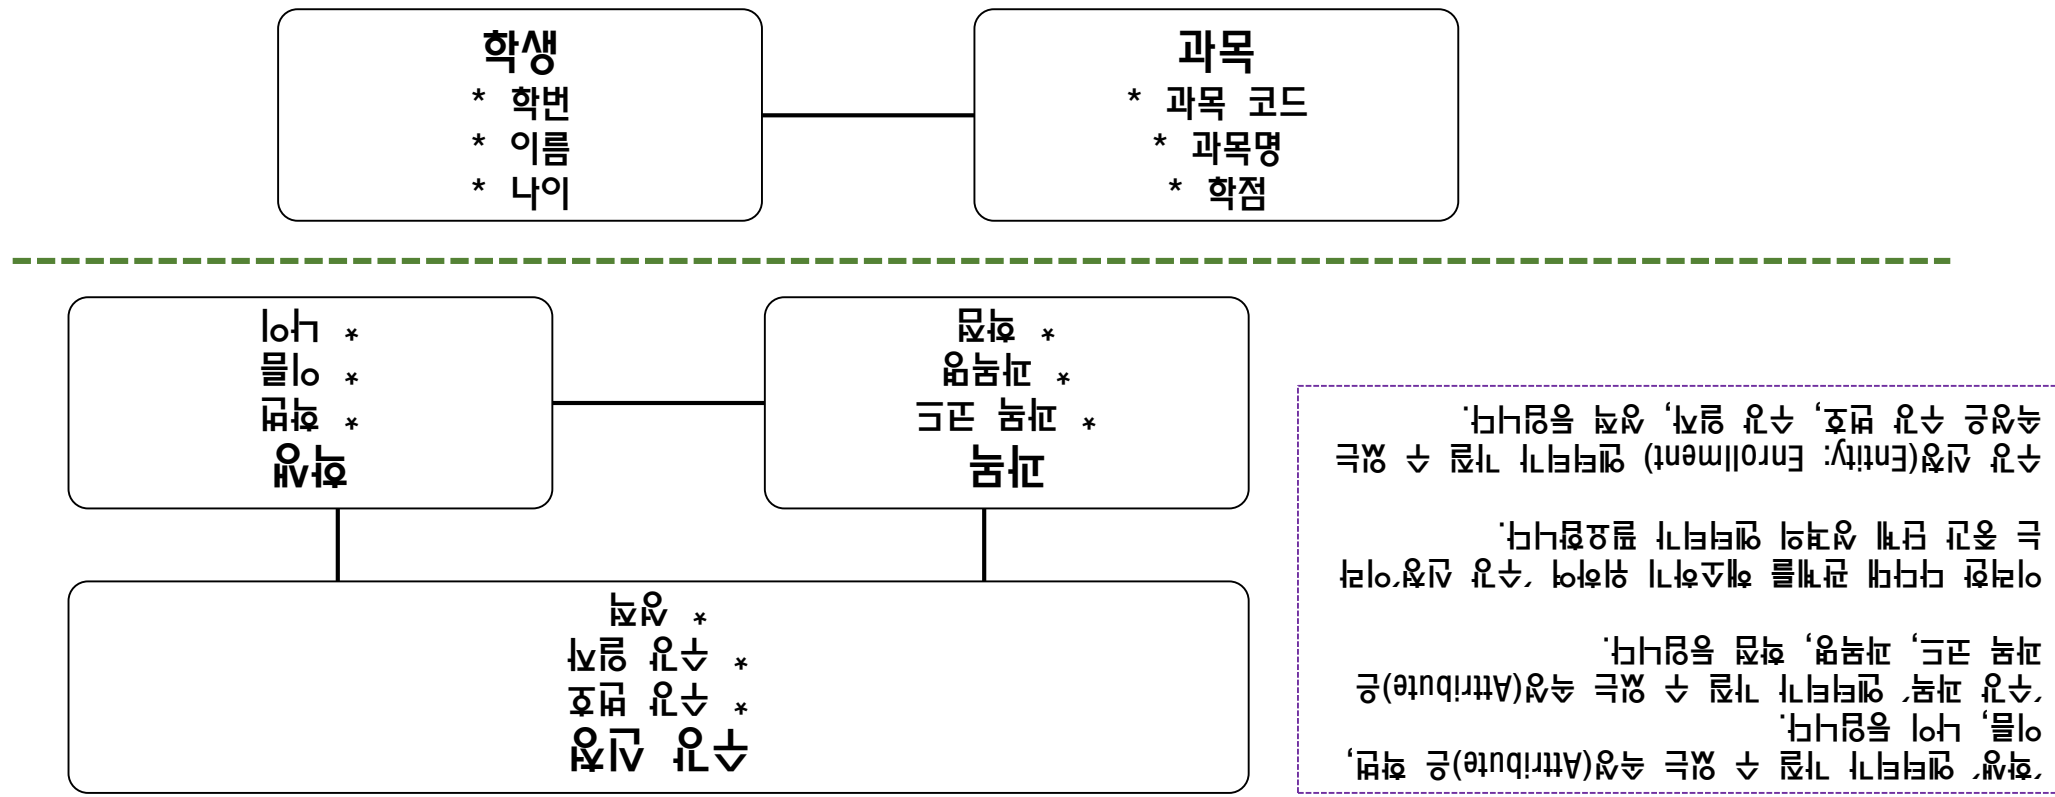 학생
* 학번
* 이름
* 나이
과목
* 과목 코드
* 과목명
* 학점
'학생' 엔터티가 가질 수 있는 속성(Attribute)은 학번,
이름, 나이 등입니다.
'수강 과목' 엔터티가 가질 수 있는 속성(Attribute)은
과목 코드, 과목명, 학점 등입니다.
이러한 다대다 관계를 해소하기 위하여 '수강 신청'이라
는 중간 단계 성격의 엔터티가 필요합니다.
수강 신청(Entity: Enrollment) 엔터티가 가질 수 있는
속성은 수강 번호, 수강 일자, 성적 등입니다.
수강 신청
* 수강 번호
* 수강 일자
* 성적
과목
* 과목 코드
* 과목명
* 학점
학생
* 학번
* 이름
* 나이